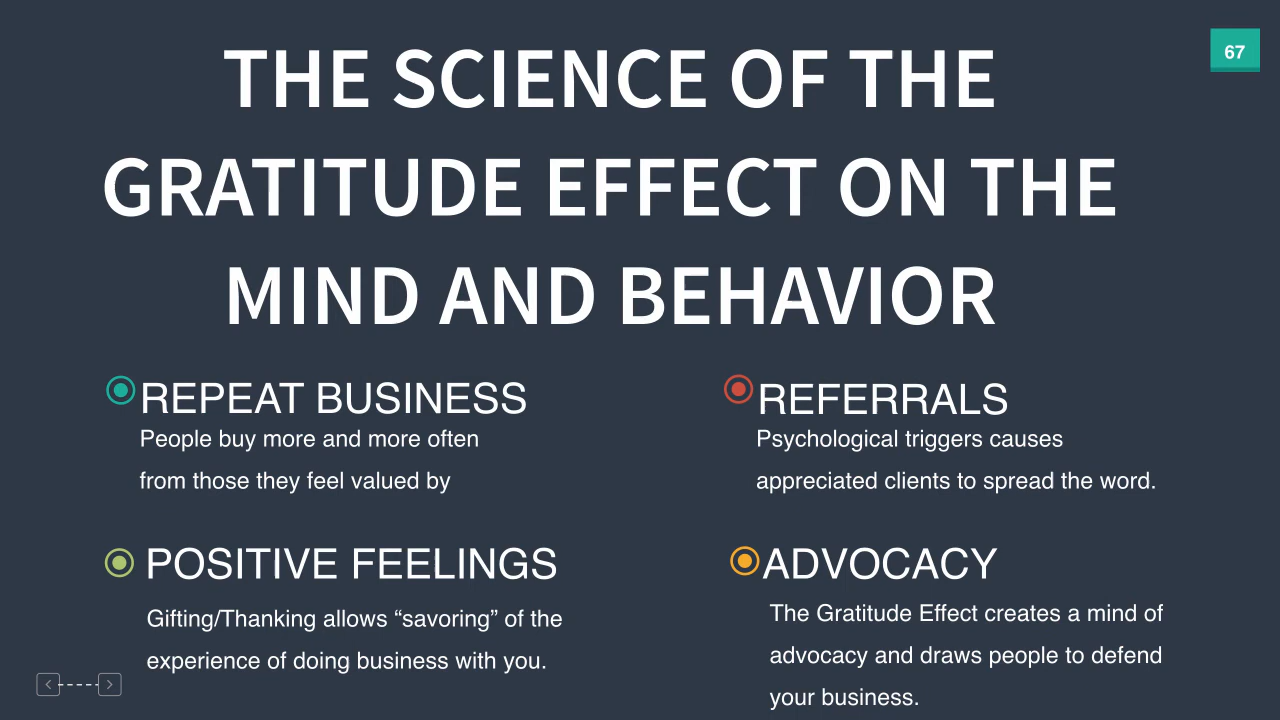 67
THE SCIENCE OF THE
GRATITUDE EFFECT ON THE
MIND AND BEHAVIOR
REPEAT BUSINESS
People buy more and more often
from those they feel valued by
REFERRALS
Psychological triggers causes
appreciated clients to spread the word.
POSITIVE FEELINGS
Gifting/Thanking allows “savoring” of the
experience of doing business with you.
ADVOCACY
The Gratitude Effect creates a mind of
advocacy and draws people to defend
your business.